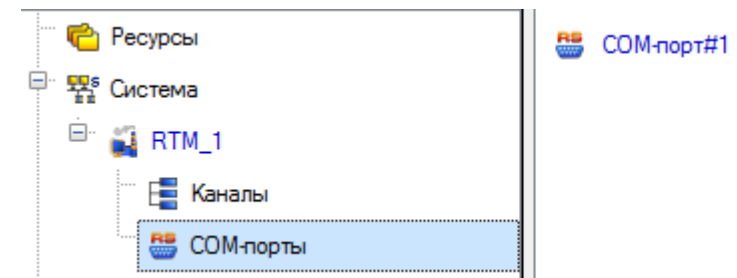 Ресурсы
Система
RTM_1
Каналы
COM-порты
COM-порт#1